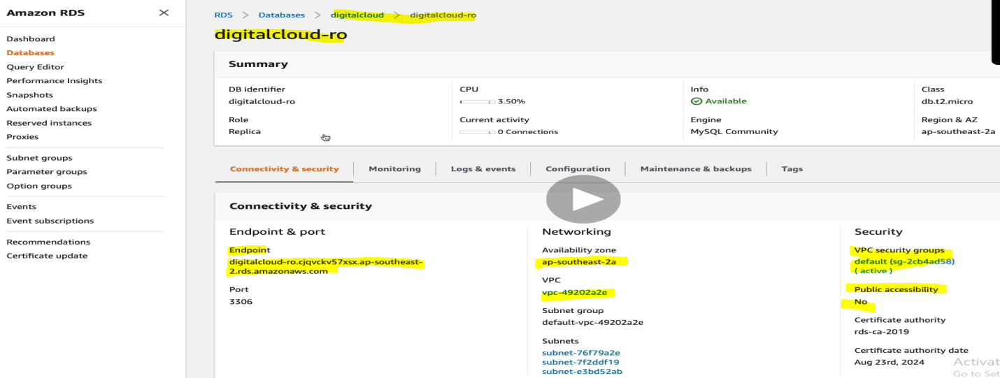 Amazon RDS
Dashboard
Databases
Query Editor
Performance Insights
Snapshots
Automated backups
Reserved instances
Proxies
Subnet groups
Parameter groups
Option groups
Events
Event subscriptions
Recommendations
Certificate update
RDS > Databases > digitalcloud > digitalcloud-ro
digitalcloud-ro
Summary
DB identifier
digitalcloud-ro
Role
Replica
CPU
3.50%
Current activity
0 Connections
Info
Available
Engine
MySQL Community
Class
db.t2.micro
Region & AZ
ap-southeast-2a
Connectivity & security
Monitoring
Logs & events
Configuration
Maintenance & backups
Tags
Connectivity & security
Endpoint & port
Endpoint
digitalcloud-ro.cjqvckv57xsx.ap-southeast-
2.rds.amazonaws.com
Port
3306
Networking
Availability zone
ap-southeast-2a
VPC
vpc-49202a2e
Subnet group
default-vpc-49202a2e
Subnets
subnet-76f79a2e
subnet-7f2ddf19
subnet-e3bd52ab
Security
VPC security groups
default (sg-2cb4ad58)
( active )
Public accessibility
No
Certificate authority
rds-ca-2019
Certificate authority date
Aug 23rd, 2024
Activat
Go to Set